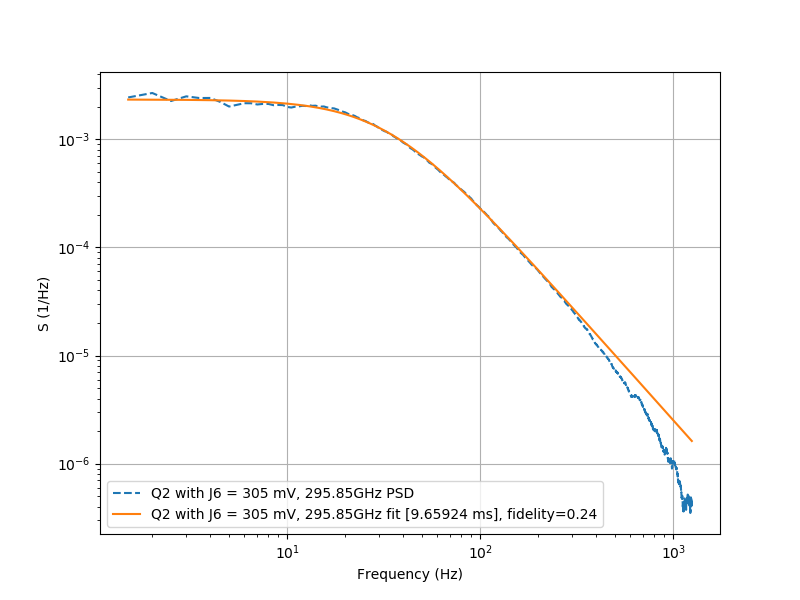 S (1/Hz)
10⁻³
10⁻⁴
10⁻⁵
10⁻⁶
Q2 with J6 = 305 mV, 295.85GHz PSD
Q2 with J6 = 305 mV, 295.85GHz fit [9.65924 ms], fidelity=0.24
10¹
10²
10³
Frequency (Hz)